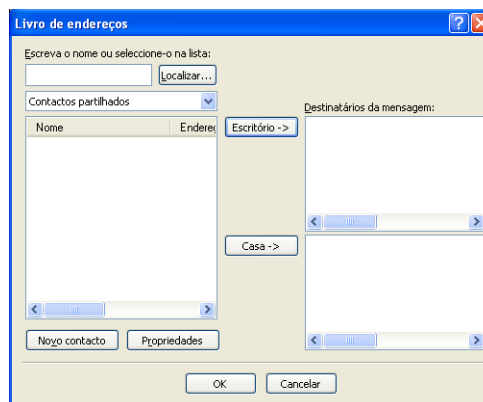 Livro de endereços
Escreva o nome ou seleccione-o na lista:
Localizar...
Contactos partilhados
Destinatários da mensagem:
Nome
Endereç
Escritório ->
Casa ->
Novo contacto
Propriedades
OK
Cancelar